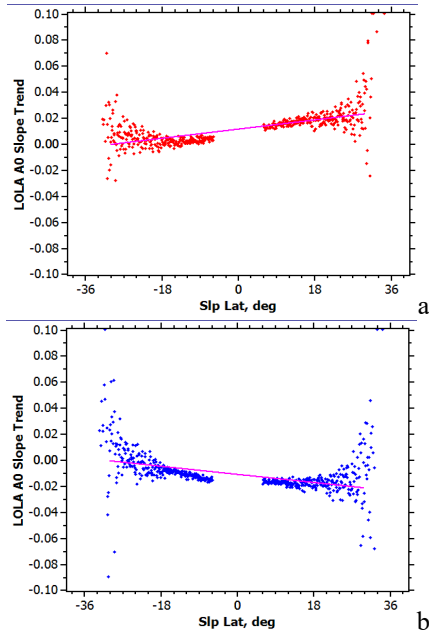 0.10
0.08
0.06
0.04
0.02
0.00
-0.02
-0.04
-0.06
-0.08
-0.10
LOLA A0 Slope Trend
-36 -18 0 18 36
Slp Lat, deg
a
0.10
0.08
0.06
0.04
0.02
0.00
-0.02
-0.04
-0.06
-0.08
-0.10
LOLA A0 Slope Trend
-36 -18 0 18 36
Slp Lat, deg
b